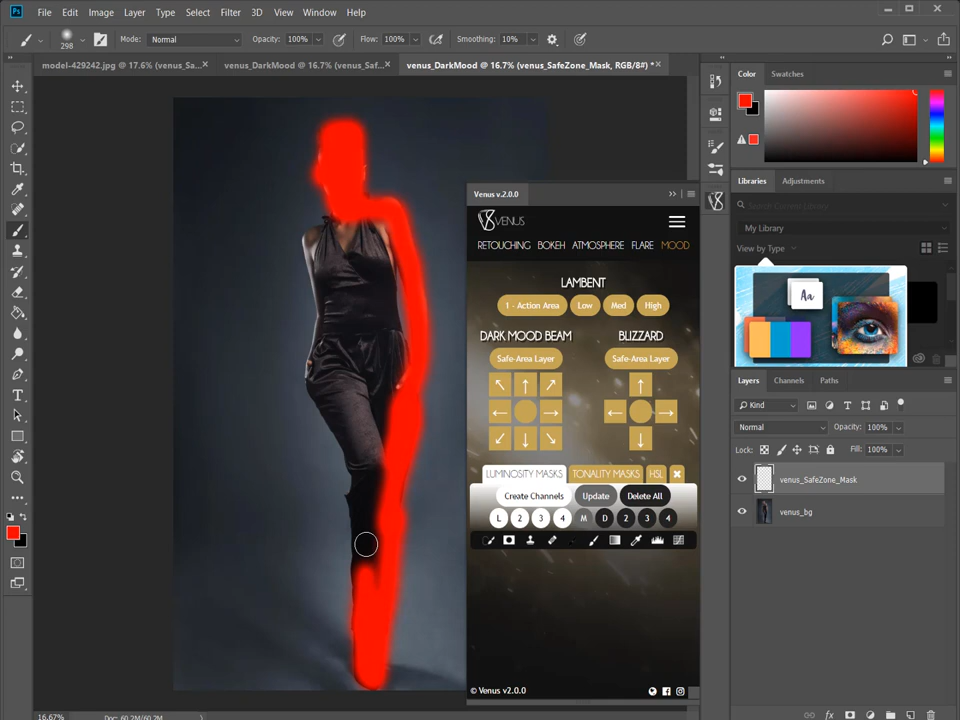 Ps File Edit Image Layer Type Select Filter 3D View Window Help
298 Mode: Normal Opacity: 100% Flow: 100% Smoothing: 10%
model-429242.jpg @ 17.6% (venus_Sa... × venus_DarkMood @ 16.7% (venus_Saf... × venus_DarkMood @ 16.7% (venus_SafeZone_Mask, RGB/8#) * ×
Color Swatches
Libraries Adjustments
My Library
View by Type
Aa
Layers Channels Paths
Kind
Normal Opacity: 100%
Lock: Fill: 100%
venus_SafeZone_Mask
venus_bg
fx
Venus v.2.0.0
VENUS
RETOUCHING BOKEH ATMOSPHERE FLARE MOOD
LAMBENT
1 - Action Area Low Med High
DARK MOOD BEAM BLIZZARD
Safe-Area Layer Safe-Area Layer
← ↑ → ↓
LUMINOSITY MASKS TONALITY MASKS HSL ✖
Create Channels Update Delete All
L 2 3 4 M D 2 3 4
© Venus v2.0.0
16.67% Doc: 60.2M/60.2M